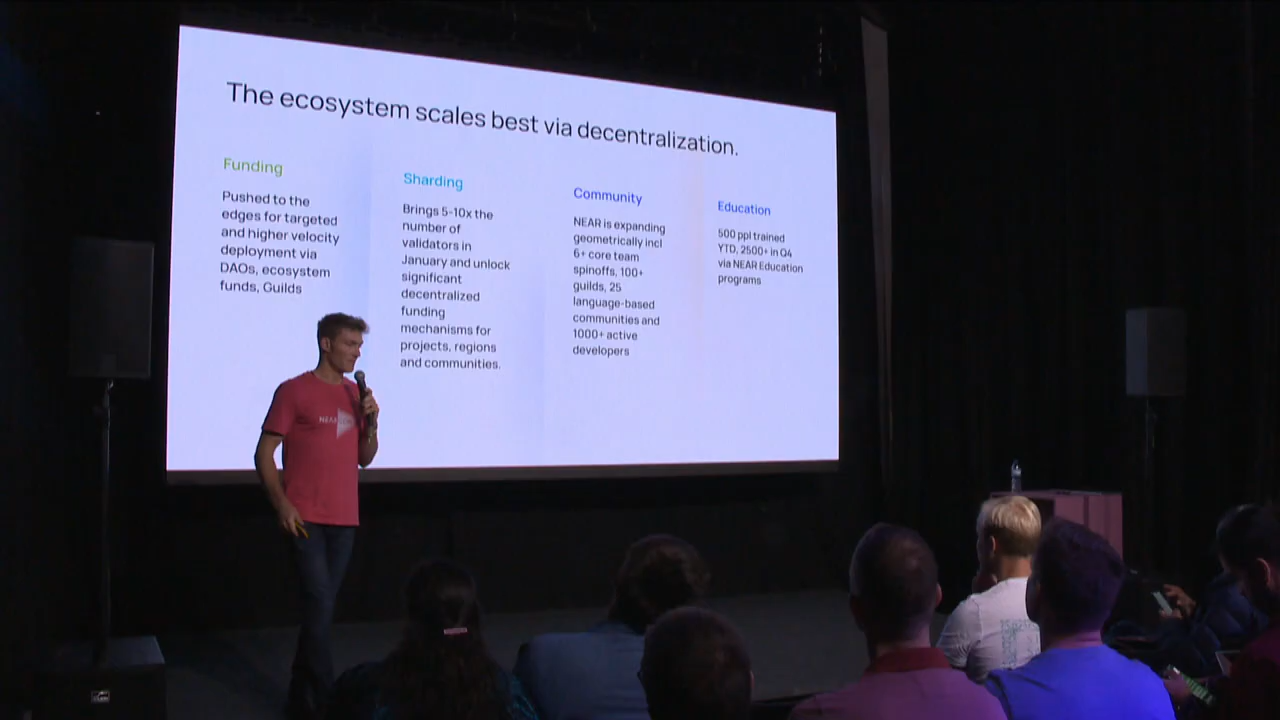 The ecosystem scales best via decentralization.
Funding
Pushed to the
edges for targeted
and higher velocity
deployment via
DAOs, ecosystem
funds, Guilds
Sharding
Brings 5-10x the
number of
validators in
January and unlock
significant
decentralized
funding
mechanisms for
projects, regions
and communities.
Community
NEAR is expanding
geometrically incl
6+ core team
spinoffs, 100+
guilds, 25
language-based
communities and
1000+ active
developers
Education
500 ppl trained
YTD, 2500+ in Q4
via NEAR Education
programs